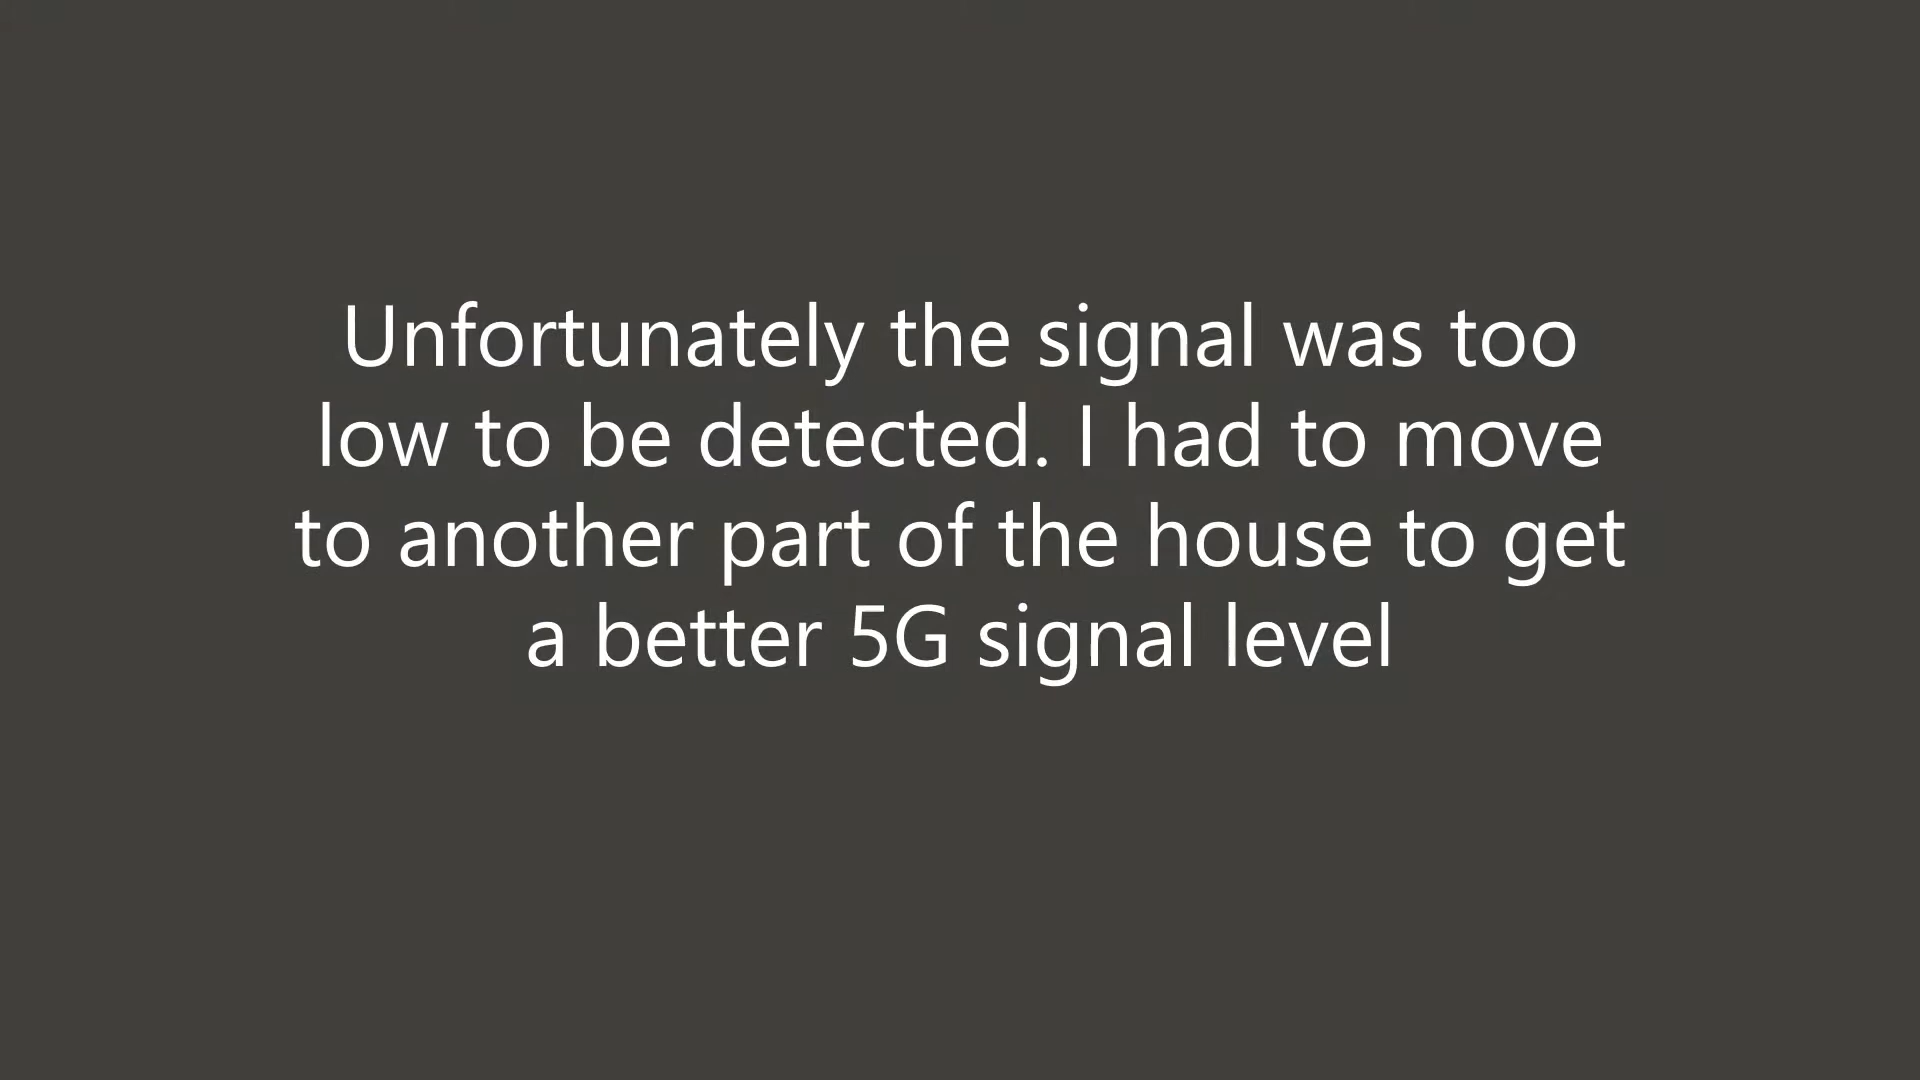 Unfortunately the signal was too
low to be detected. I had to move
to another part of the house to get
a better 5G signal level